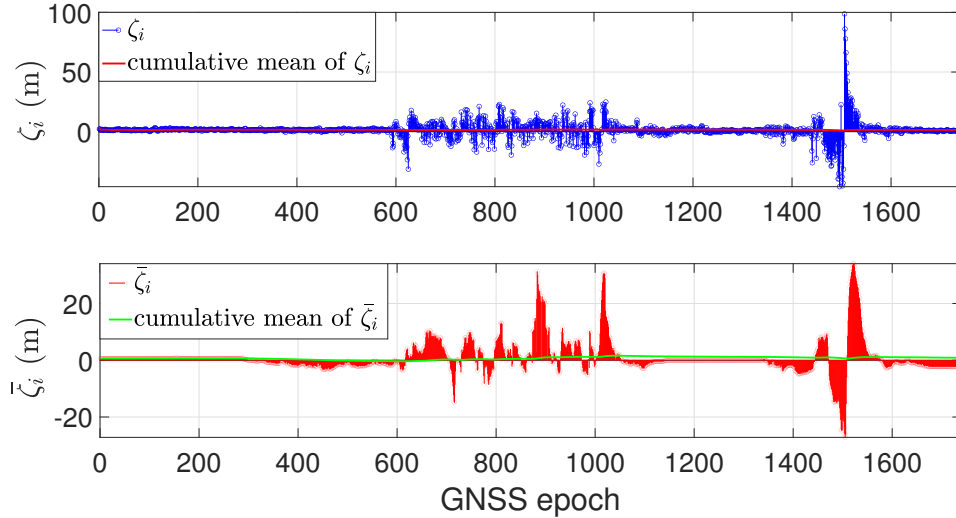 100
50
0
ζᵢ (m)
ζᵢ
cumulative mean of ζᵢ
0 200 400 600 800 1000 1200 1400 1600
20
0
-20
ζ̄ᵢ (m)
ζ̄ᵢ
cumulative mean of ζ̄ᵢ
0 200 400 600 800 1000 1200 1400 1600
GNSS epoch